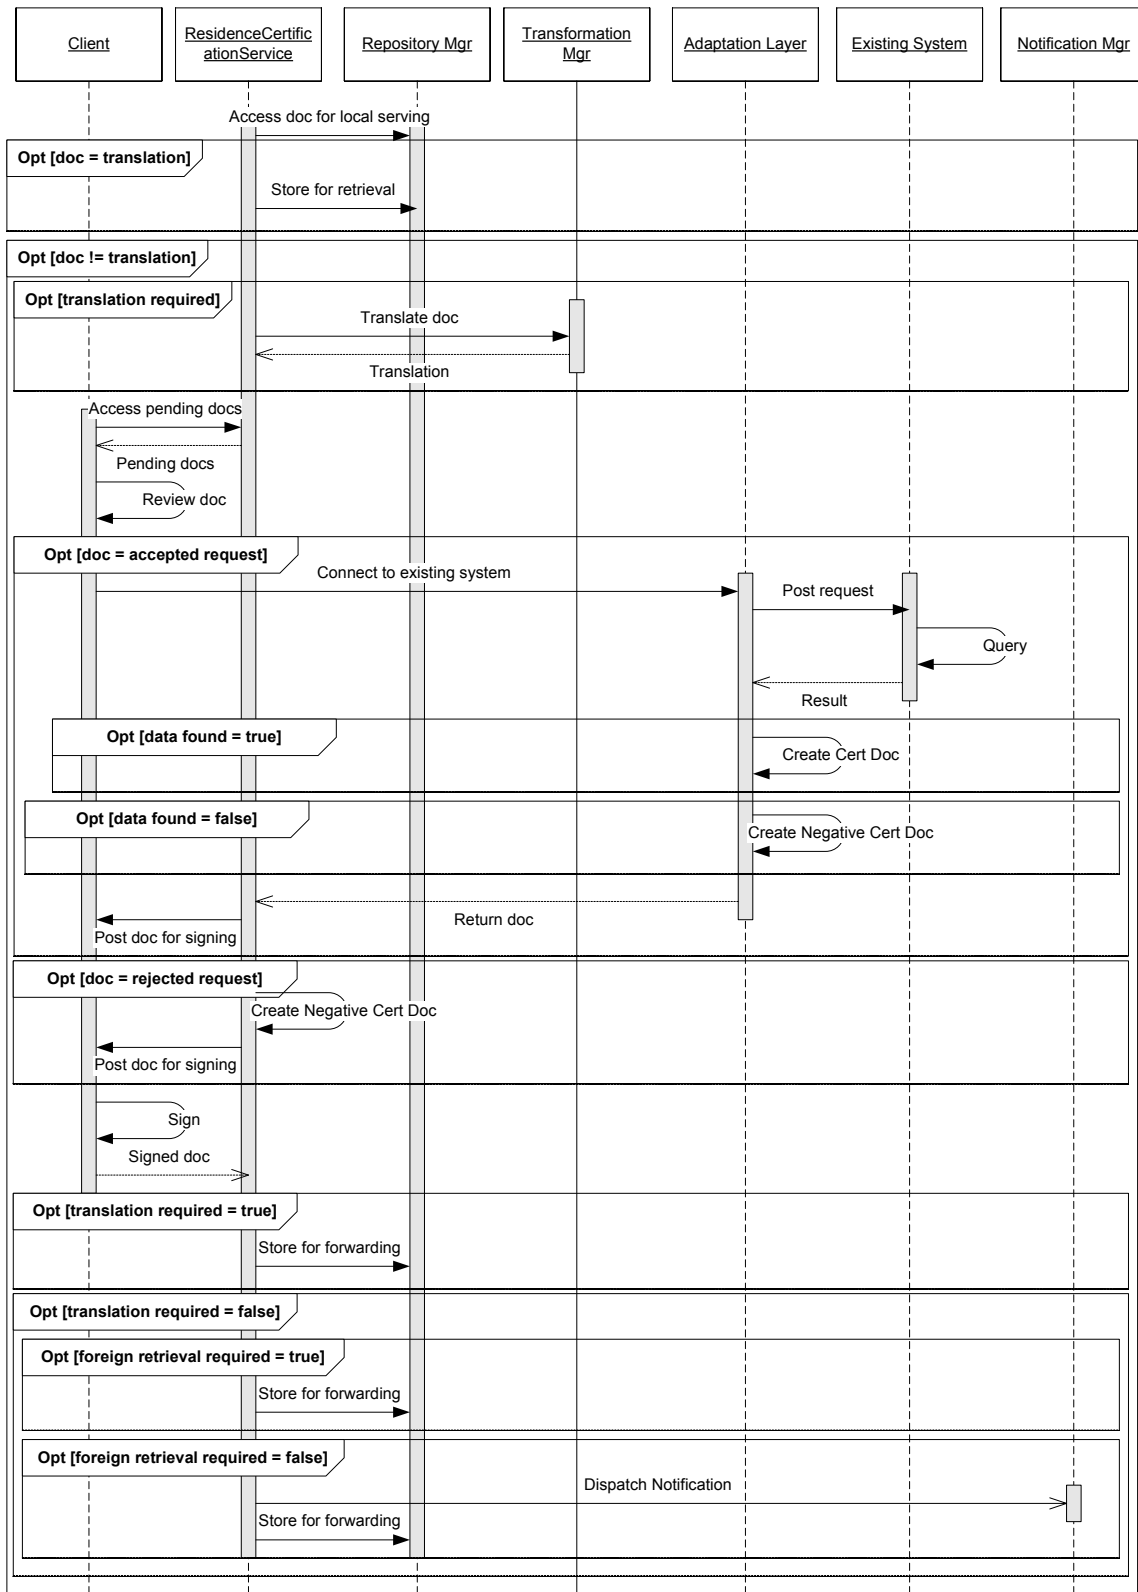 Client
ResidenceCertific
ationService
Repository Mgr
Transformation
Mgr
Adaptation Layer
Existing System
Notification Mgr
Access doc for local serving
Opt [doc = translation]
Store for retrieval
Opt [doc != translation]
Opt [translation required]
Translate doc
Translation
Access pending docs
Pending docs
Review doc
Opt [doc = accepted request]
Connect to existing system
Post request
Query
Result
Opt [data found = true]
Create Cert Doc
Opt [data found = false]
Create Negative Cert Doc
Return doc
Post doc for signing
Opt [doc = rejected request]
Create Negative Cert Doc
Post doc for signing
Sign
Signed doc
Opt [translation required = true]
Store for forwarding
Opt [translation required = false]
Opt [foreign retrieval required = true]
Store for forwarding
Opt [foreign retrieval required = false]
Dispatch Notification
Store for forwarding